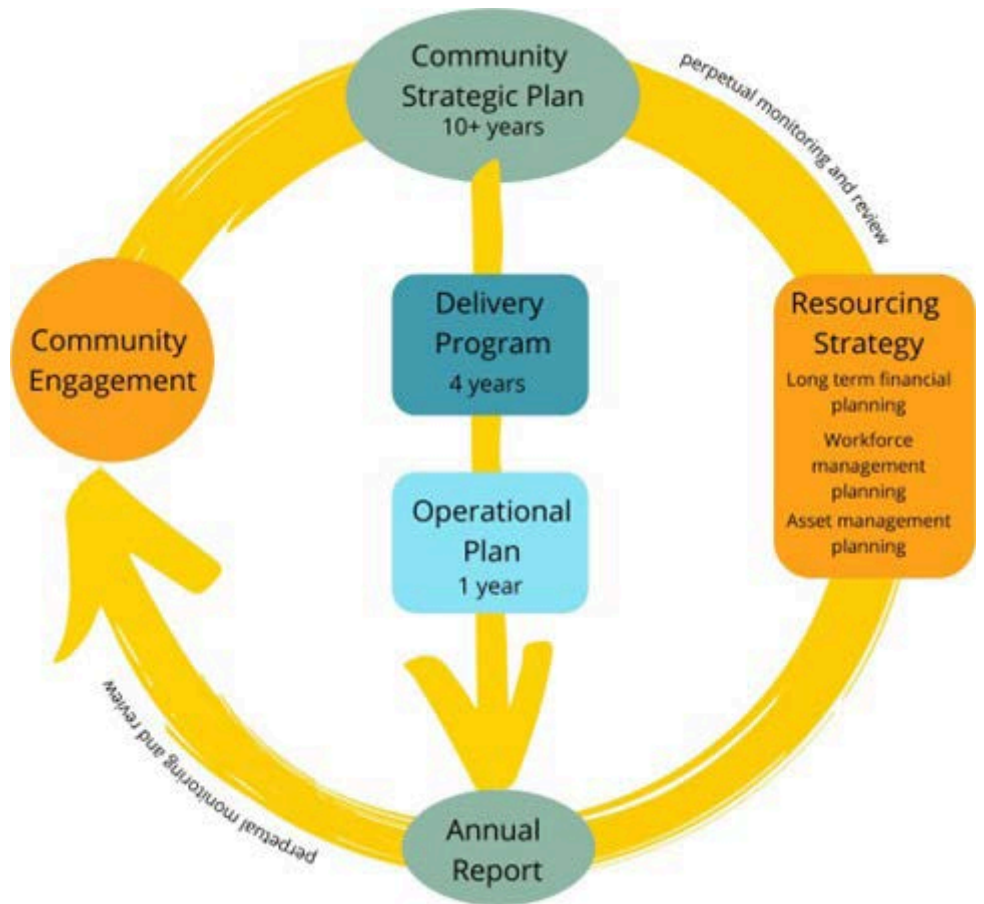 Community
Strategic Plan
10+ years
perpetual monitoring and review
Community
Engagement
Delivery
Program
4 years
Resourcing
Strategy
Long term financial
planning
Workforce
management
planning
Asset management
planning
Operational
Plan
1 year
perpetual monitoring and review
Annual
Report